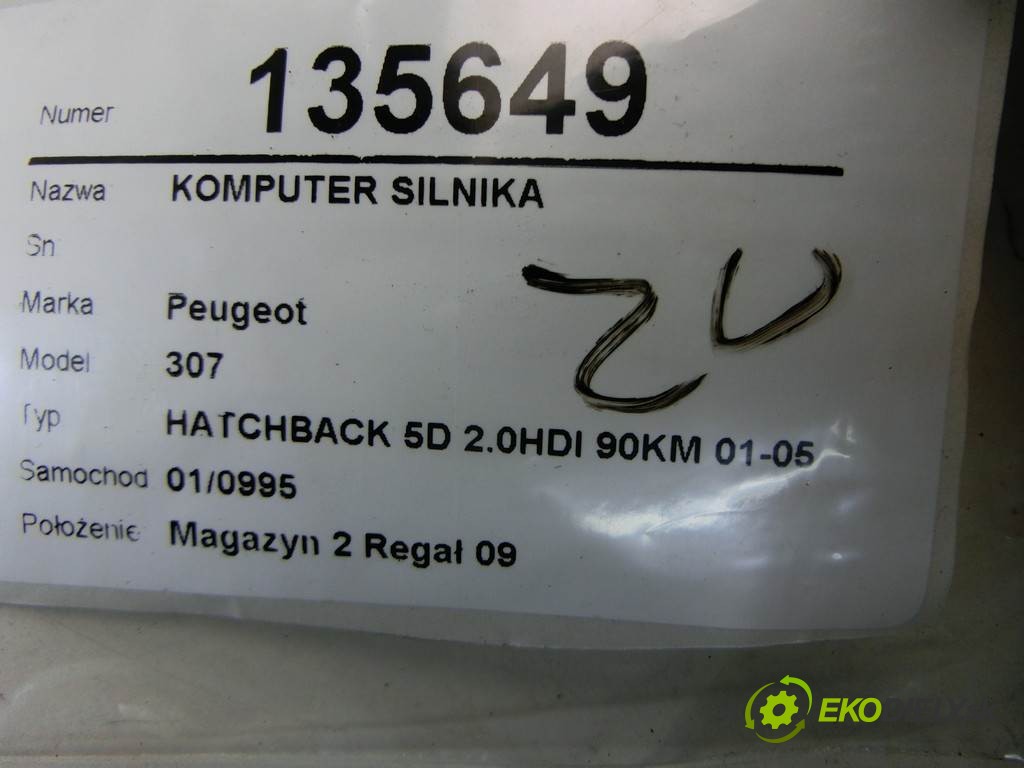 Numer 135649
Nazwa KOMPUTER SILNIKA
Sn
Marka Peugeot
Model 307
Typ HATCHBACK 5D 2.0HDI 90KM 01-05
Samochod 01/0995
Położenie Magazyn 2 Regał 09
EKO